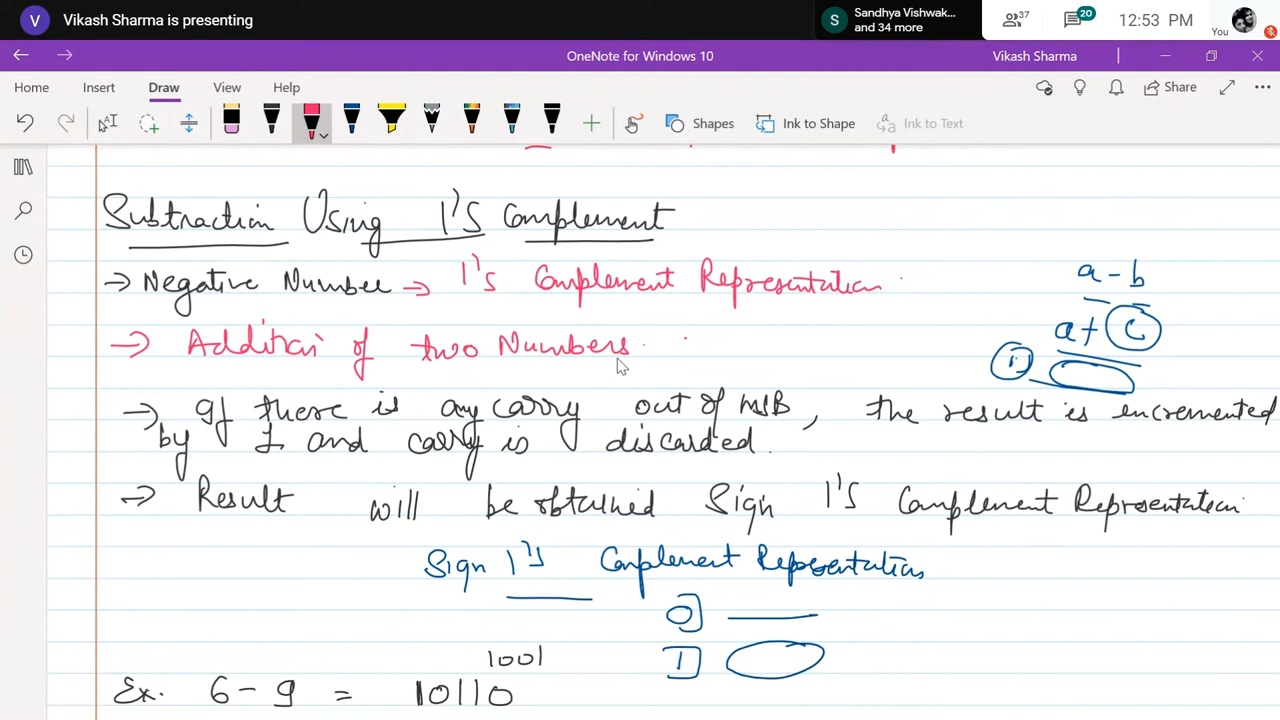 V Vikash Sharma is presenting
S Sandhya Vishwak... and 34 more
37 20 12:53 PM
You
OneNote for Windows 10 Vikash Sharma
Home Insert Draw View Help Share
Shapes Ink to Shape Ink to Text
Subtraction Using 1's Complement
→ Negative Number → 1's Complement Representation
a - b
→ Addition of two Numbers
a + C
1
→ If there is any carry out of MSB, the result is incremented
by 1 and carry is discarded.
→ Result will be obtained Sign 1's Complement Representation
Sign 1's Complement Representation
0
1
1001
Ex. 6 - 9 = 10110